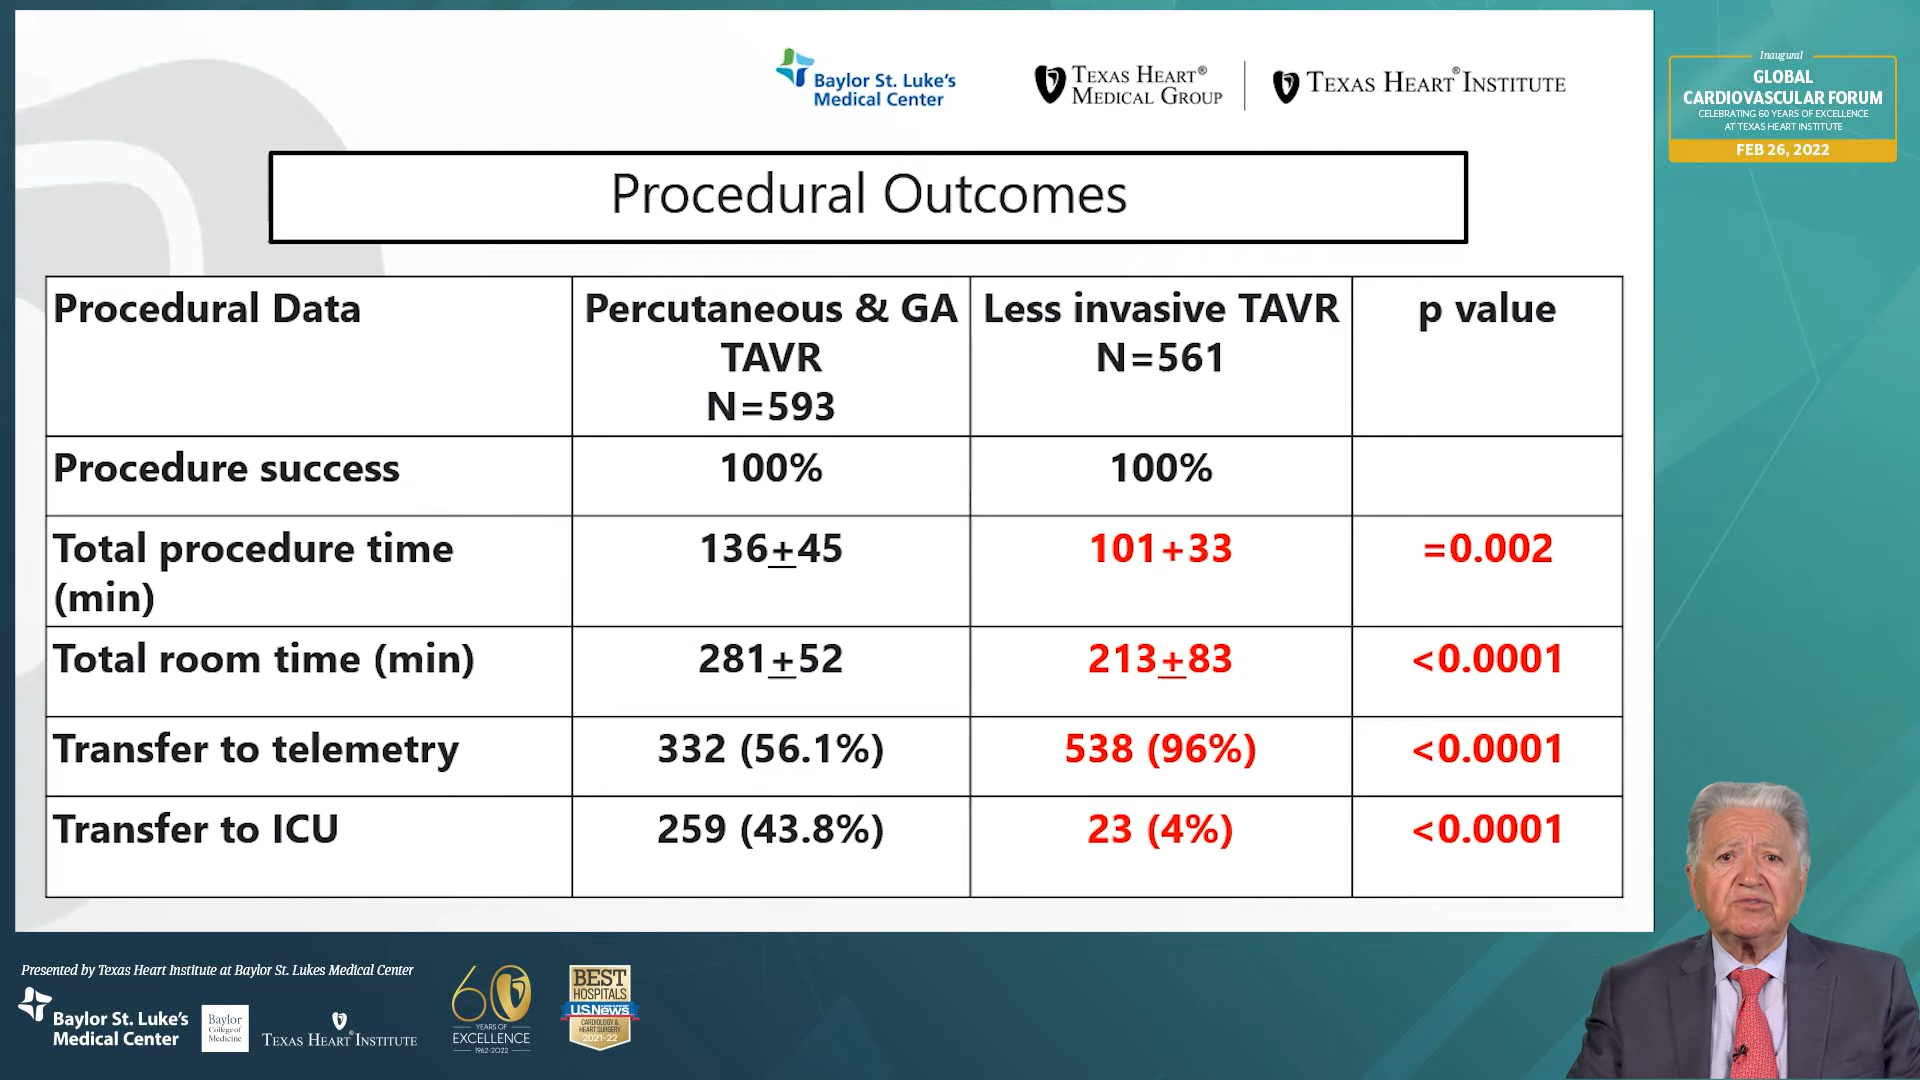 Baylor St. Luke's
Medical Center
TEXAS HEART®
MEDICAL GROUP
TEXAS HEART® INSTITUTE
Inaugural
GLOBAL
CARDIOVASCULAR FORUM
CELEBRATING 60 YEARS OF EXCELLENCE
AT TEXAS HEART INSTITUTE
FEB 26, 2022
Procedural Outcomes
Procedural Data
Percutaneous & GA
TAVR
N=593
Less invasive TAVR
N=561
p value
Procedure success
100%
100%
Total procedure time
(min)
136±45
101+33
=0.002
Total room time (min)
281±52
213±83
<0.0001
Transfer to telemetry
332 (56.1%)
538 (96%)
<0.0001
Transfer to ICU
259 (43.8%)
23 (4%)
<0.0001
Presented by Texas Heart Institute at Baylor St. Lukes Medical Center
Baylor St. Luke's
Medical Center
Baylor
College of
Medicine
TEXAS HEART® INSTITUTE
60
YEARS OF
EXCELLENCE
1962-2022
BEST
HOSPITALS
U.S.News
CARDIOLOGY &
HEART SURGERY
2021-22